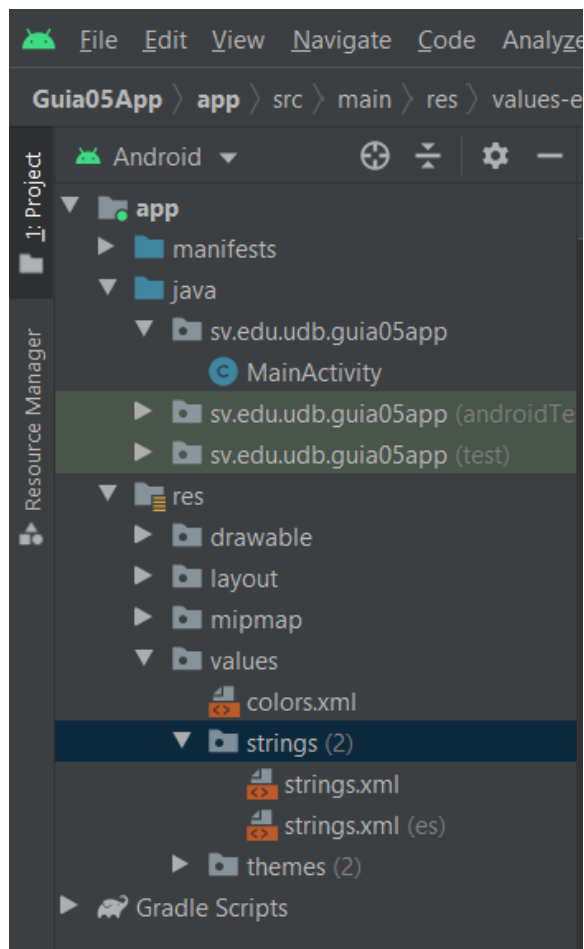 File Edit View Navigate Code Analyze
Guia05App app src main res values-e
1: Project
Resource Manager
Android
app
manifests
java
sv.edu.udb.guia05app
MainActivity
sv.edu.udb.guia05app (androidTe
sv.edu.udb.guia05app (test)
res
drawable
layout
mipmap
values
colors.xml
strings (2)
strings.xml
strings.xml (es)
themes (2)
Gradle Scripts